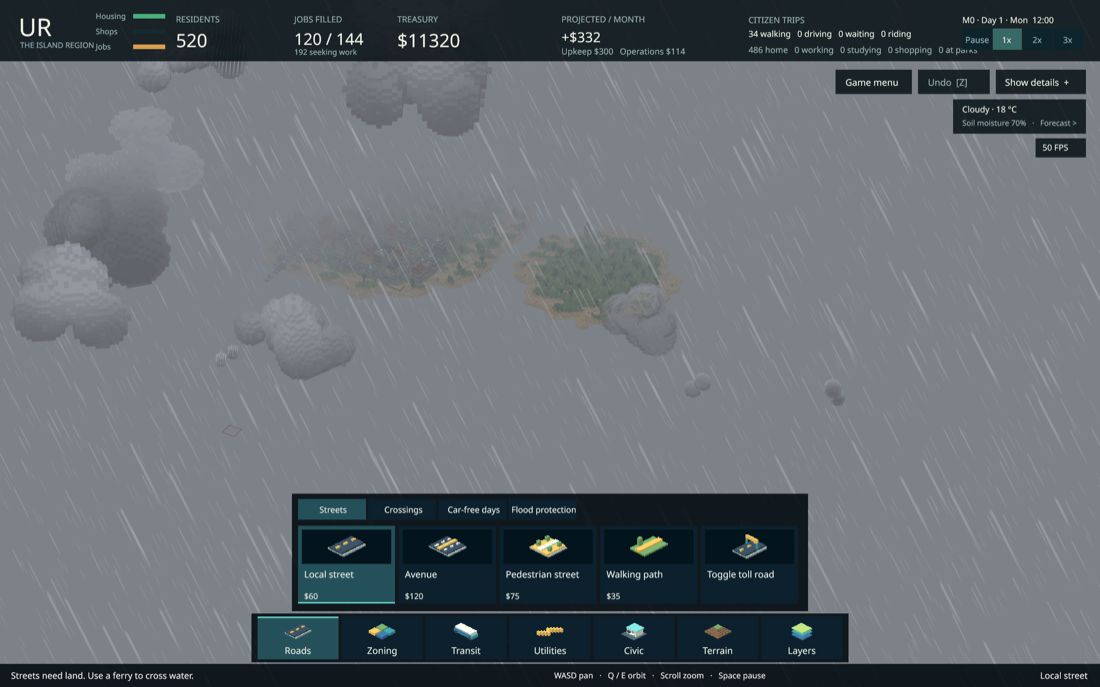 UR
THE ISLAND REGION
Housing
Shops
Jobs
RESIDENTS
520
JOBS FILLED
120 / 144
192 seeking work
TREASURY
$11320
PROJECTED / MONTH
+$332
Upkeep $300 Operations $114
CITIZEN TRIPS
34 walking 0 driving 0 waiting 0 riding
486 home 0 working 0 studying 0 shopping 0 at parks
M0 · Day 1 · Mon 12:00
Pause 1x 2x 3x
Game menu
Undo [Z]
Show details +
Cloudy · 18 °C
Soil moisture 70% · Forecast >
50 FPS
Streets
Crossings
Car-free days
Flood protection
Local street
$60
Avenue
$120
Pedestrian street
$75
Walking path
$35
Toggle toll road
Roads
Zoning
Transit
Utilities
Civic
Terrain
Layers
Streets need land. Use a ferry to cross water.
WASD pan · Q / E orbit · Scroll zoom · Space pause
Local street